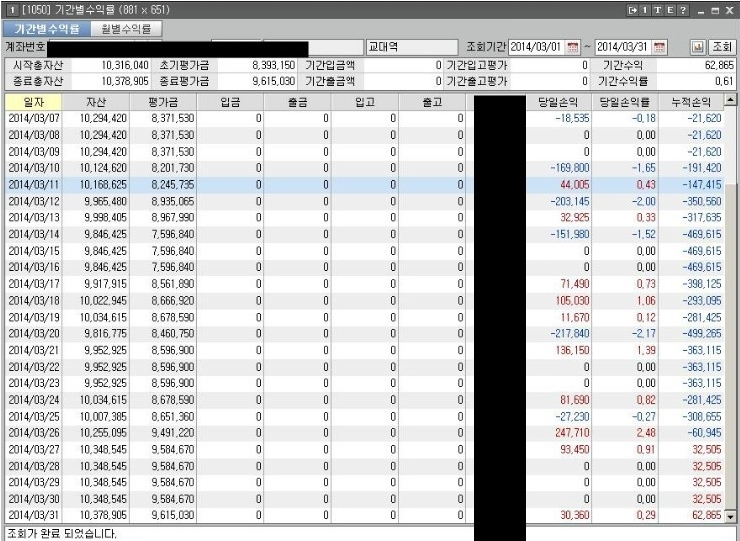 1 [1050] 기간별수익률 (881 x 651) 1 T E ?
기간별수익률 월별수익률
계좌번호 교대역 조회기간 2014/03/01 ~ 2014/03/31 조회
시작총자산 10,316,040 초기평가금 8,393,150 기간입금액 0 기간입고평가 0 기간수익 62,865
종료총자산 10,378,905 종료평가금 9,615,030 기간출금액 0 기간출고평가 0 기간수익률 0,61
일자 자산 평가금 입금 출금 입고 출고 당일손익 당일손익률 누적손익
2014/03/07 10,294,420 8,371,530 0 0 0 0 -18,535 -0,18 -21,620
2014/03/08 10,294,420 8,371,530 0 0 0 0 0 0,00 -21,620
2014/03/09 10,294,420 8,371,530 0 0 0 0 0 0,00 -21,620
2014/03/10 10,124,620 8,201,730 0 0 0 0 -169,800 -1,65 -191,420
2014/03/11 10,168,625 8,245,735 0 0 0 0 44,005 0,43 -147,415
2014/03/12 9,965,480 8,935,065 0 0 0 0 -203,145 -2,00 -350,560
2014/03/13 9,998,405 8,967,990 0 0 0 0 32,925 0,33 -317,635
2014/03/14 9,846,425 7,596,840 0 0 0 0 -151,980 -1,52 -469,615
2014/03/15 9,846,425 7,596,840 0 0 0 0 0 0,00 -469,615
2014/03/16 9,846,425 7,596,840 0 0 0 0 0 0,00 -469,615
2014/03/17 9,917,915 8,561,890 0 0 0 0 71,490 0,73 -398,125
2014/03/18 10,022,945 8,666,920 0 0 0 0 105,030 1,06 -293,095
2014/03/19 10,034,615 8,678,590 0 0 0 0 11,670 0,12 -281,425
2014/03/20 9,816,775 8,460,750 0 0 0 0 -217,840 -2,17 -499,265
2014/03/21 9,952,925 8,596,900 0 0 0 0 136,150 1,39 -363,115
2014/03/22 9,952,925 8,596,900 0 0 0 0 0 0,00 -363,115
2014/03/23 9,952,925 8,596,900 0 0 0 0 0 0,00 -363,115
2014/03/24 10,034,615 8,678,590 0 0 0 0 81,690 0,82 -281,425
2014/03/25 10,007,385 8,651,360 0 0 0 0 -27,230 -0,27 -308,655
2014/03/26 10,255,095 9,491,220 0 0 0 0 247,710 2,48 -60,945
2014/03/27 10,348,545 9,584,670 0 0 0 0 93,450 0,91 32,505
2014/03/28 10,348,545 9,584,670 0 0 0 0 0 0,00 32,505
2014/03/29 10,348,545 9,584,670 0 0 0 0 0 0,00 32,505
2014/03/30 10,348,545 9,584,670 0 0 0 0 0 0,00 32,505
2014/03/31 10,378,905 9,615,030 0 0 0 0 30,360 0,29 62,865
조회가 완료 되었습니다.